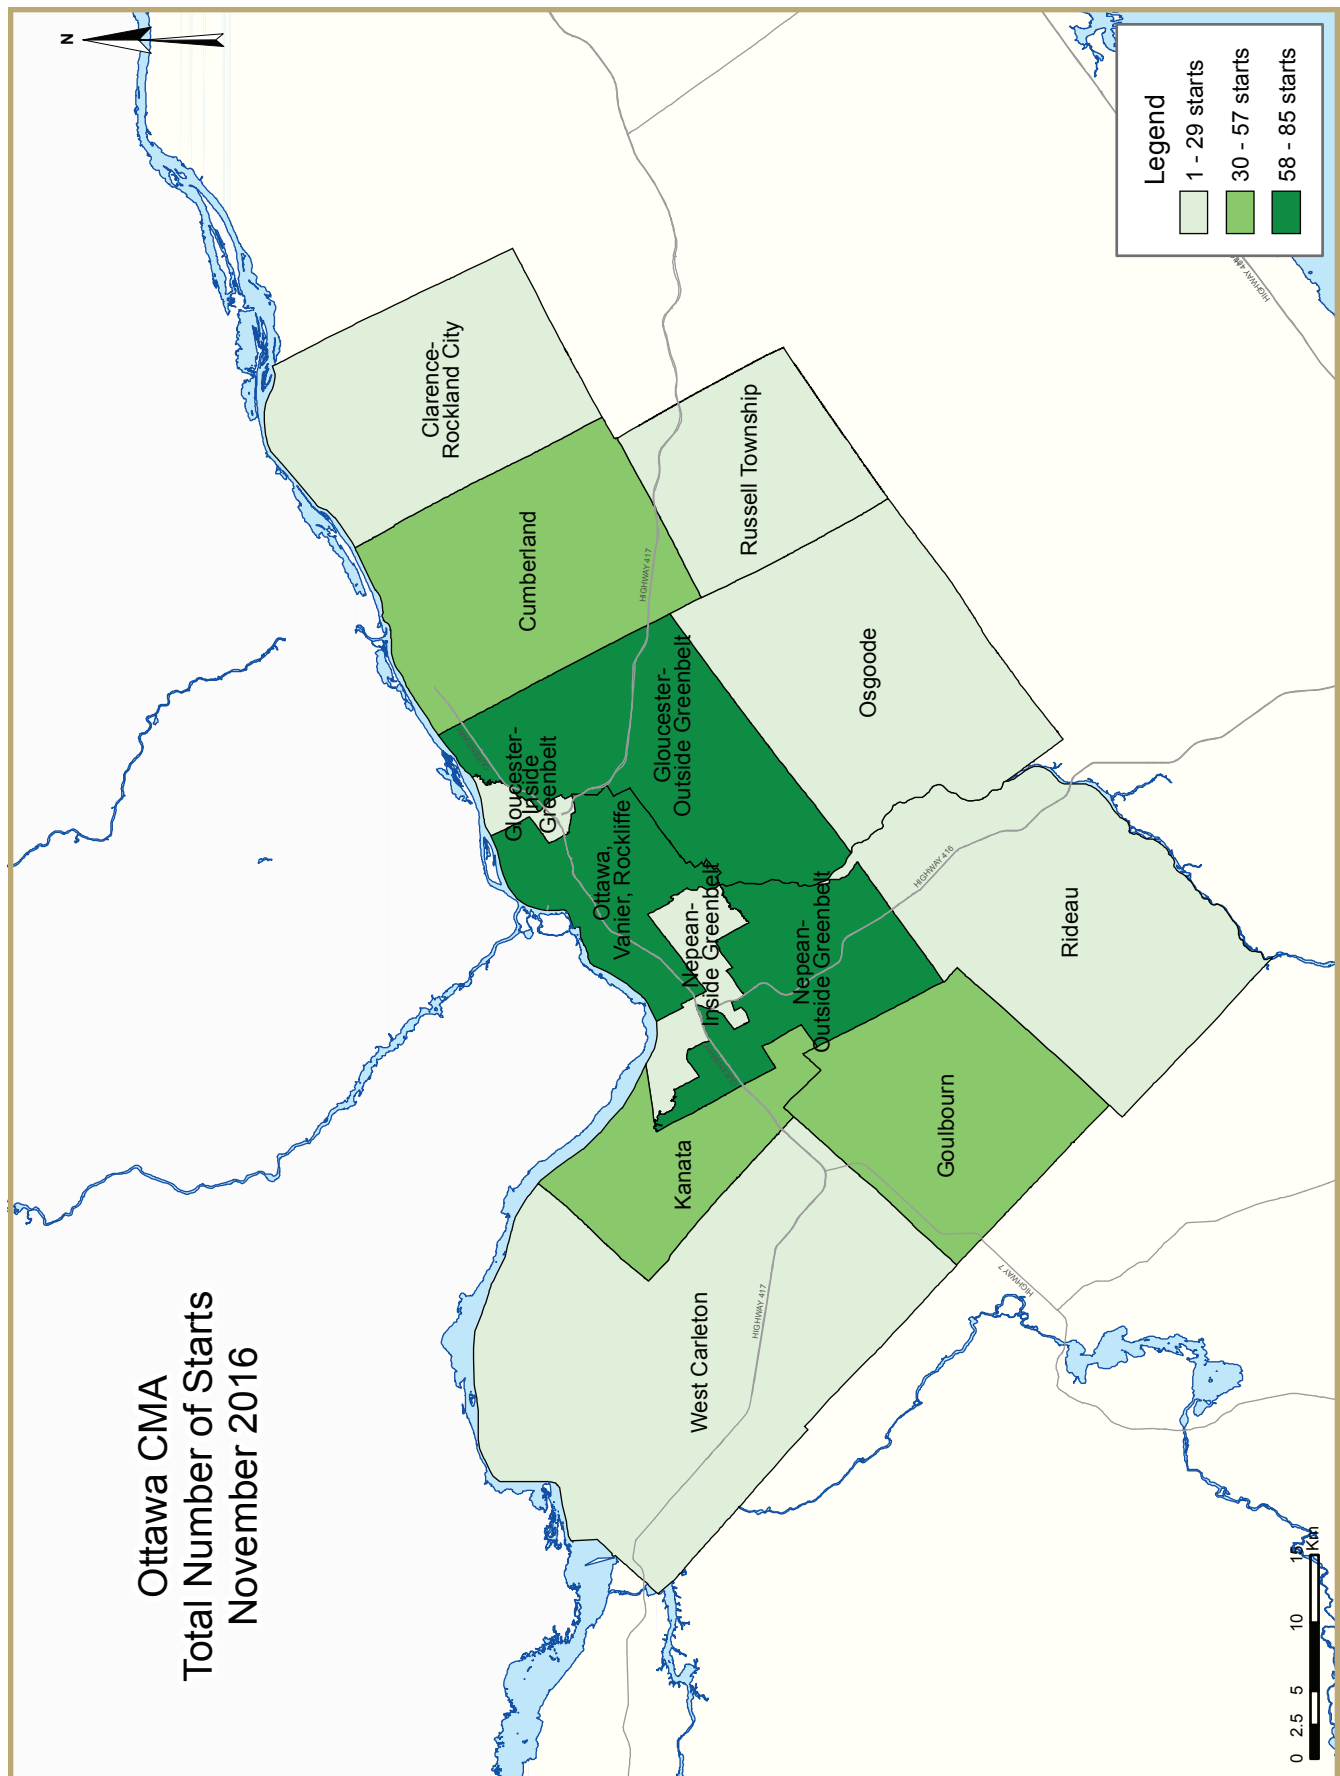 Ottawa CMA
Total Number of Starts
November 2016
N
Legend
1 - 29 starts
30 - 57 starts
58 - 85 starts
Clarence-
Rockland City
Cumberland
Russell Township
Osgoode
Gloucester-
Outside Greenbelt
Gloucester-
Inside
Greenbelt
Ottawa,
Vanier, Rockliffe
Nepean-
Inside Greenbelt
Nepean-
Outside Greenbelt
Rideau
Goulbourn
Kanata
West Carleton
HIGHWAY 417
HIGHWAY 416
HIGHWAY 417
HIGHWAY 7
HIGHWAY 401
0 2.5 5 10 15
Km